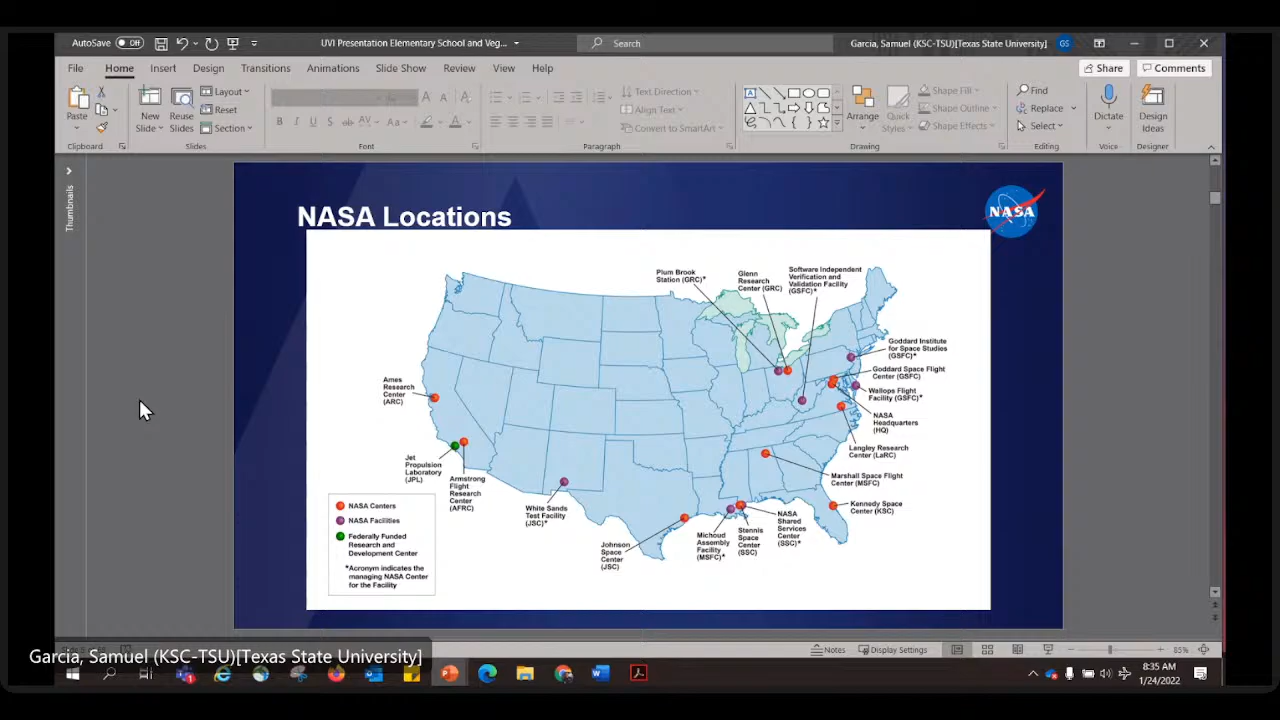 AutoSave Off
UVI Presentation Elementary School and Veg...
Search
Garcia, Samuel (KSC-TSU)[Texas State University]
GS
File Home Insert Design Transitions Animations Slide Show Review View Help
Share
Comments
Paste
New
Slide
Reuse
Slides
Layout
Reset
Section
Text Direction
Align Text
Convert to SmartArt
Arrange
Quick
Styles
Shape Fill
Shape Outline
Shape Effects
Find
Replace
Select
Dictate
Design
Ideas
Clipboard
Slides
Font
Paragraph
Drawing
Editing
Voice
Designer
Thumbnails
NASA Locations
NASA
Plum Brook
Station (GRC)*
Glenn
Research
Center (GRC)
Software Independent
Verification and
Validation Facility
(GSFC)*
Goddard Institute
for Space Studies
(GSFC)*
Goddard Space Flight
Center (GSFC)
Wallops Flight
Facility (GSFC)*
NASA
Headquarters
(HQ)
Langley Research
Center (LaRC)
Marshall Space Flight
Center (MSFC)
Kennedy Space
Center (KSC)
Ames
Research
Center
(ARC)
Jet
Propulsion
Laboratory
(JPL)
Armstrong
Flight
Research
Center
(AFRC)
White Sands
Test Facility
(JSC)*
Johnson
Space
Center
(JSC)
Michoud
Assembly
Facility
(MSFC)*
Stennis
Space
Center
(SSC)
NASA
Shared
Services
Center
(SSC)*
NASA Centers
NASA Facilities
Federally Funded
Research and
Development Center
*Acronym indicates the
managing NASA Center
for the Facility
Garcia, Samuel (KSC-TSU)[Texas State University]
Notes
Display Settings
85%
8:35 AM
1/24/2022